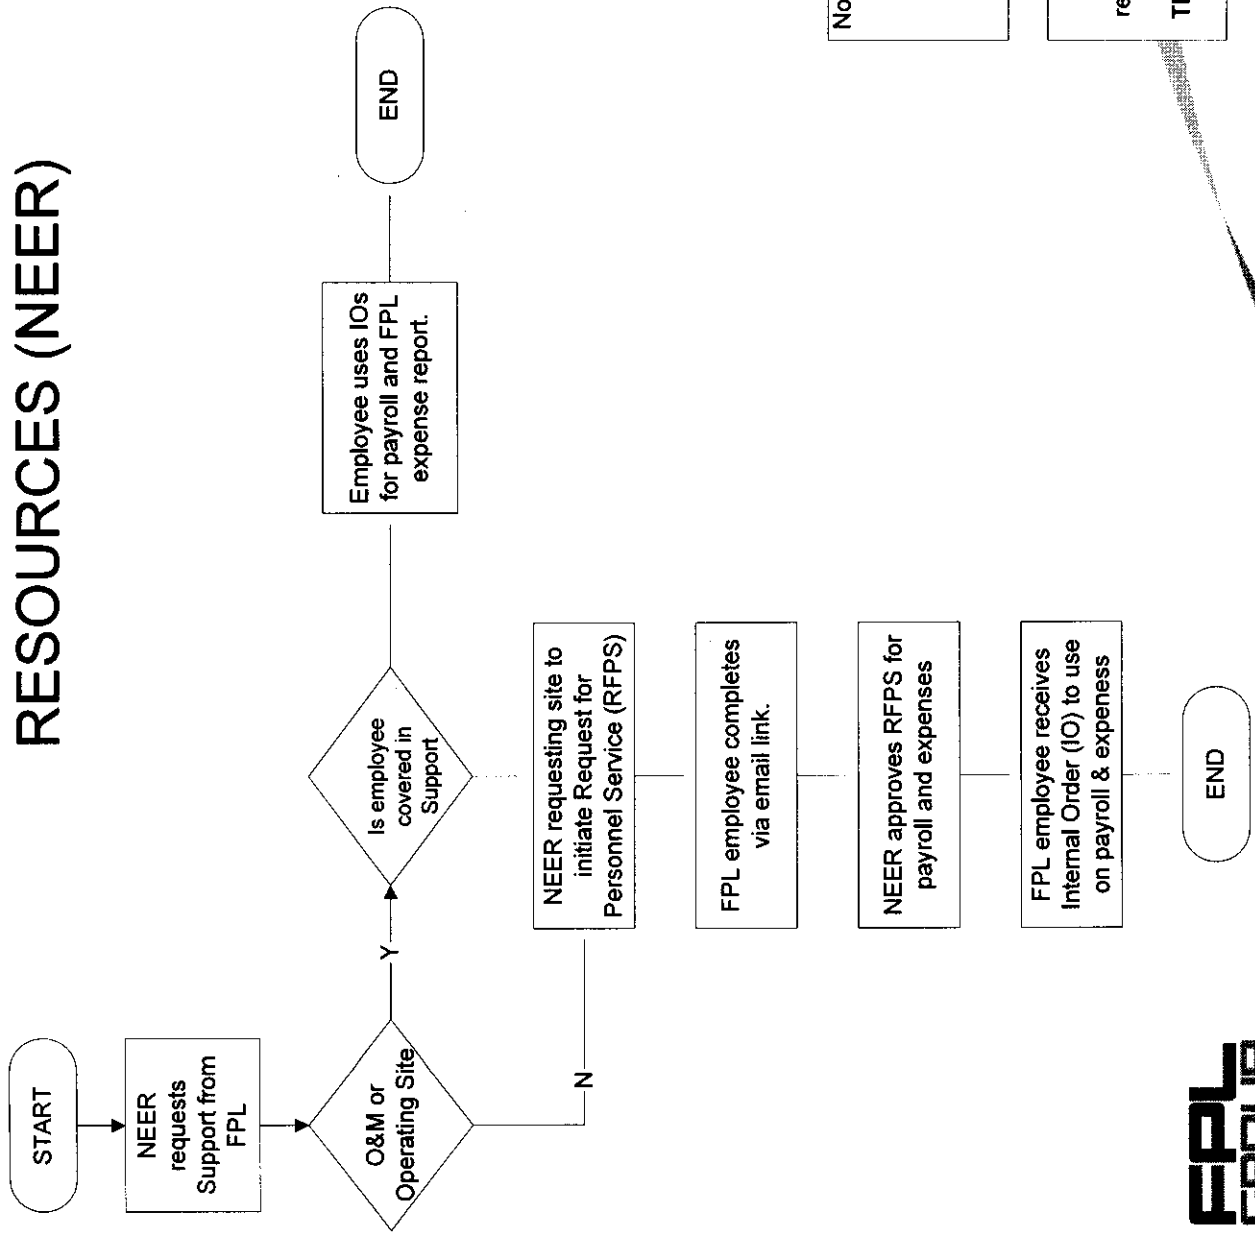 RESOURCES (NEER)
START
NEER
requests
Support from
FPL
O&M or
Operating Site
Y
N
Is employee
covered in
Support
Employee uses IOs
for payroll and FPL
expense report.
END
NEER requesting site to
initiate Request for
Personnel Service (RFPS)
FPL employee completes
via email link.
NEER approves RFPS for
payroll and expenses
FPL employee receives
Internal Order (IO) to use
on payroll & expeness
END
No
re
FPL